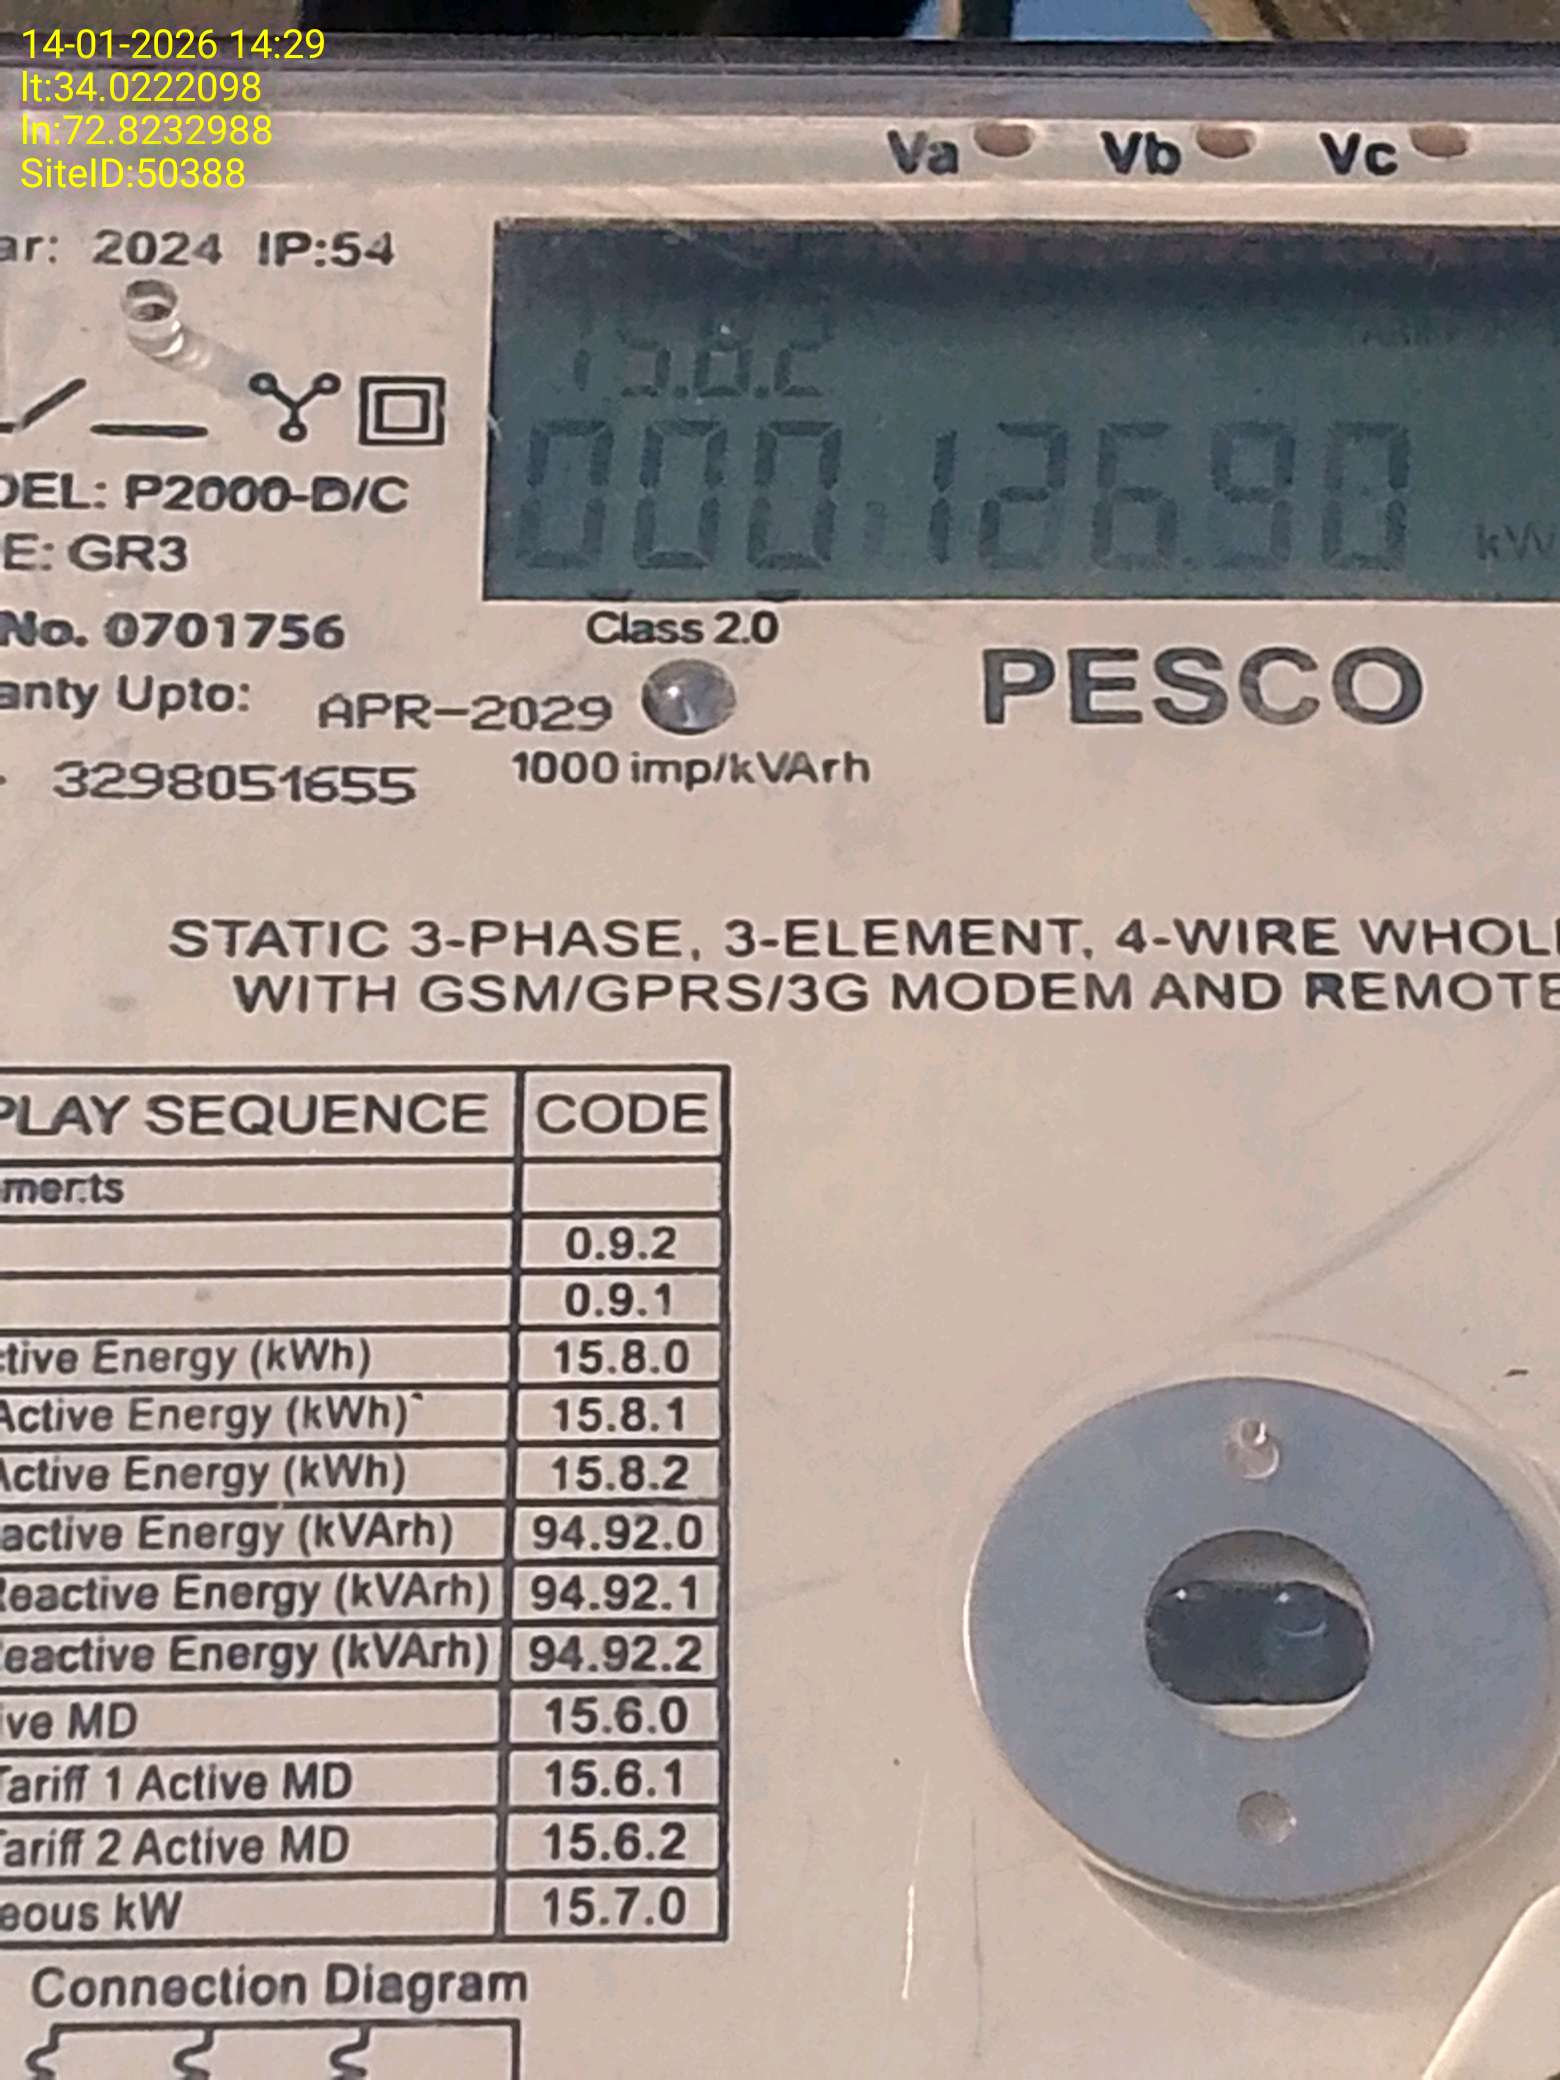 14-01-2026 14:29
lt:34.0222098
ln:72.8232988
SiteID:50388
Va Vb Vc
ar: 2024 IP:54
15.8.2
000126.90 kW
DEL: P2000-D/C
E: GR3
No. 0701756
Class 2.0
anty Upto: APR-2029
PESCO
3298051655
1000 imp/kVArh
STATIC 3-PHASE, 3-ELEMENT, 4-WIRE WHOL
WITH GSM/GPRS/3G MODEM AND REMOTE
PLAY SEQUENCE CODE
ments
0.9.2
0.9.1
ctive Energy (kWh) 15.8.0
Active Energy (kWh) 15.8.1
Active Energy (kWh) 15.8.2
active Energy (kVArh) 94.92.0
Reactive Energy (kVArh) 94.92.1
eactive Energy (kVArh) 94.92.2
ive MD 15.6.0
Tariff 1 Active MD 15.6.1
Tariff 2 Active MD 15.6.2
eous kW 15.7.0
Connection Diagram